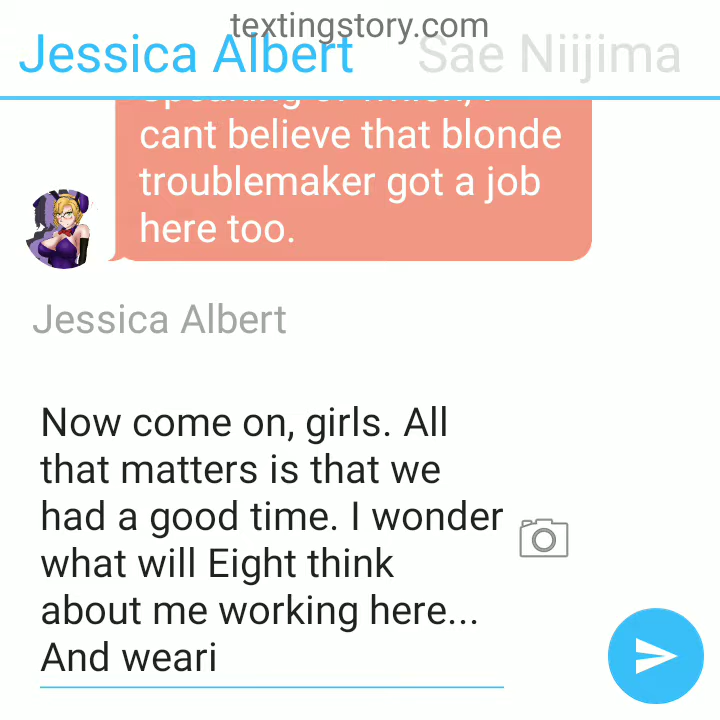 textingstory.com
Jessica Albert Sae Niijima
cant believe that blonde
troublemaker got a job
here too.
Jessica Albert
Now come on, girls. All
that matters is that we
had a good time. I wonder
what will Eight think
about me working here...
And weari